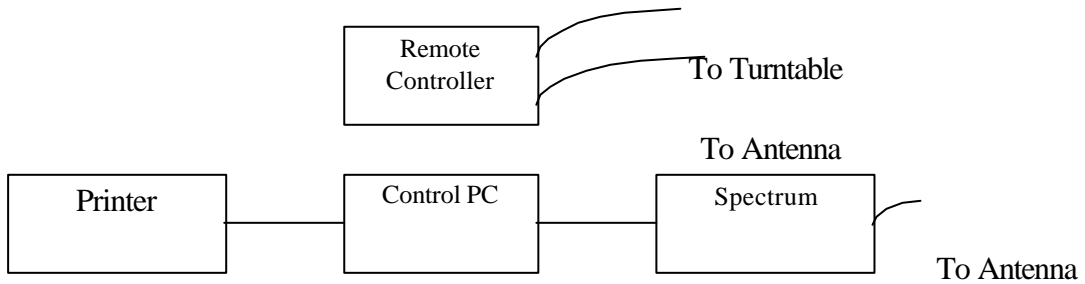 Remote
Controller
To Turntable
To Antenna
Printer
Control PC
Spectrum
To Antenna